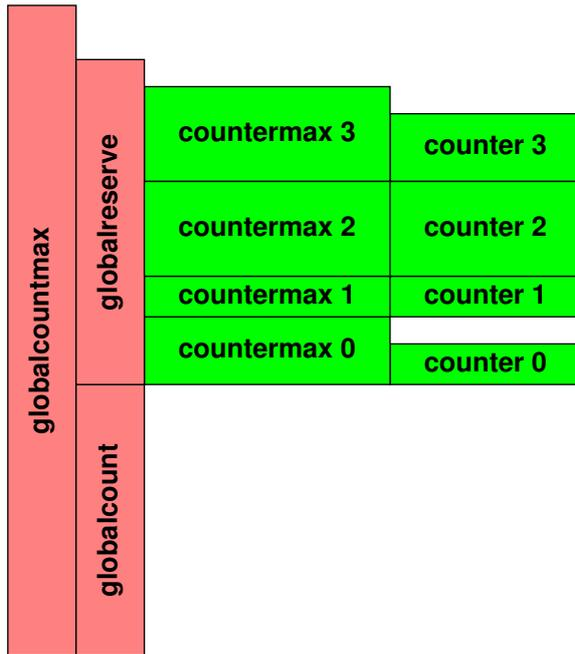 globalcountmax
globalreserve
globalcount
countermax 3
counter 3
countermax 2
counter 2
countermax 1
counter 1
countermax 0
counter 0